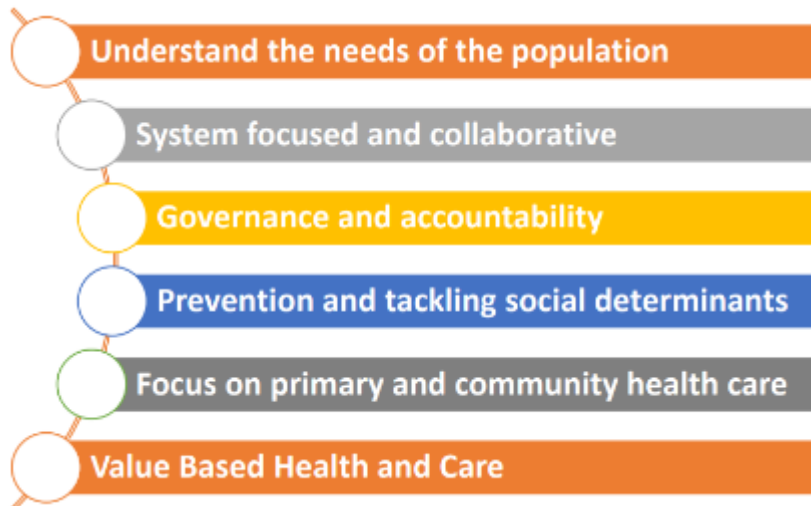 Understand the needs of the population
System focused and collaborative
Governance and accountability
Prevention and tackling social determinants
Focus on primary and community health care
Value Based Health and Care